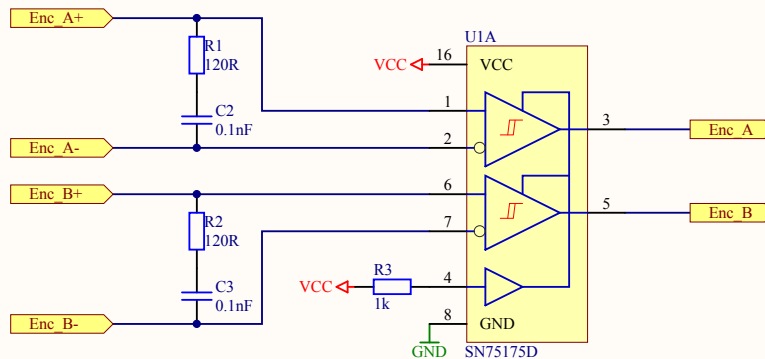 Enc_A+
U1A
R1
120R
VCC
16
VCC
C2
0.1nF
1
3
Enc_A
Enc_A-
2
Enc_B+
6
5
Enc_B
R2
120R
7
C3
0.1nF
VCC
R3
1k
4
8
GND
Enc_B-
GND
SN75175D